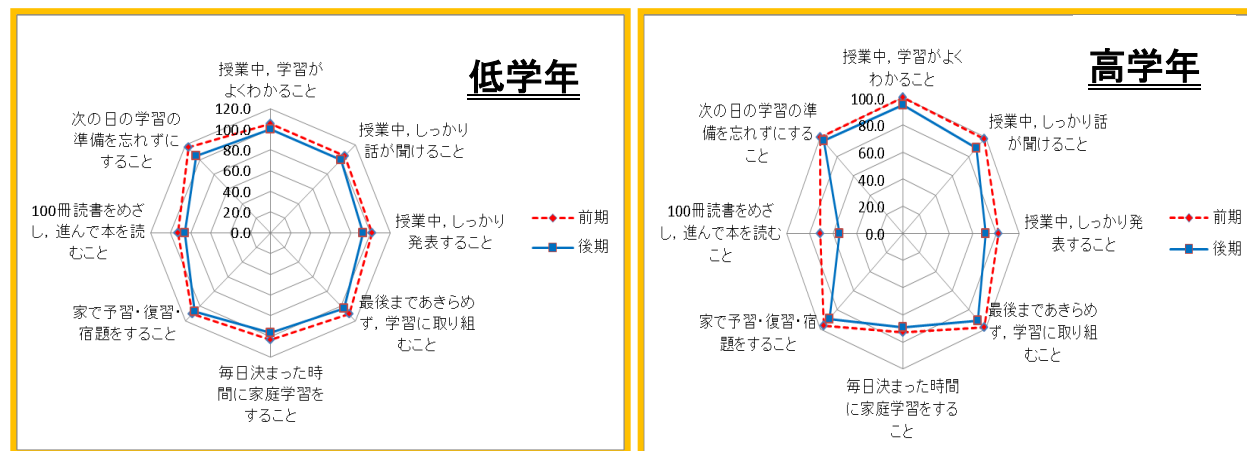 低学年
授業中，学習が
よくわかること
120.0
100.0
80.0
60.0
40.0
20.0
0.0
授業中，しっかり
話が聞けること
授業中，しっかり
発表すること
最後まであきらめ
ず，学習に取り組
むこと
毎日決まった時
間に家庭学習を
すること
家で予習・復習・
宿題をすること
100冊読書をめざ
し，進んで本を読
むこと
次の日の学習の
準備を忘れずに
すること
前期
後期
高学年
授業中，学習がよく
わかること
100.0
80.0
60.0
40.0
20.0
0.0
授業中，しっかり話
が聞けること
授業中，しっかり発
表すること
最後まであきらめ
ず，学習に取り組
むこと
毎日決まった時間
に家庭学習をする
こと
家で予習・復習・宿
題をすること
100冊読書をめざ
し，進んで本を読む
こと
次の日の学習の準
備を忘れずにする
こと
前期
後期